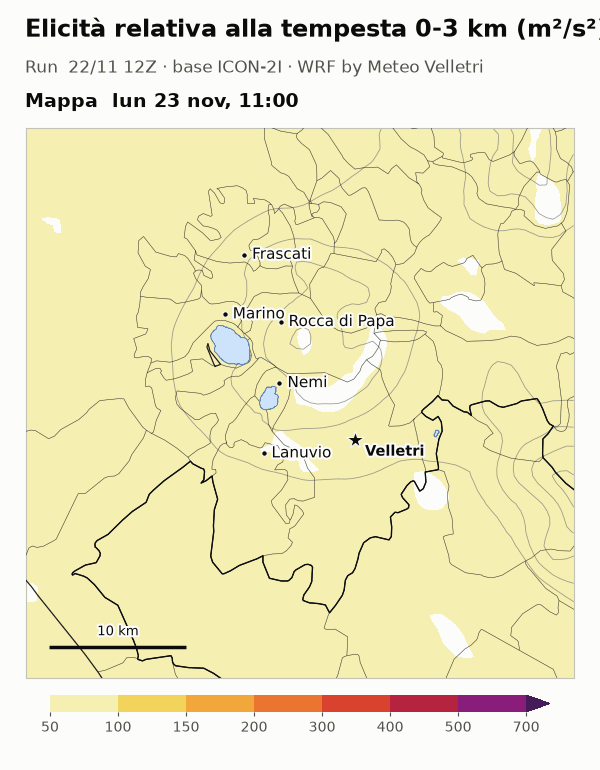 Elicità relativa alla tempesta 0-3 km (m²/s²)
Run 22/11 12Z · base ICON-2I · WRF by Meteo Velletri
Mappa lun 23 nov, 11:00
Frascati
Marino
Rocca di Papa
Nemi
Velletri
Lanuvio
10 km
50 100 150 200 300 400 500 700